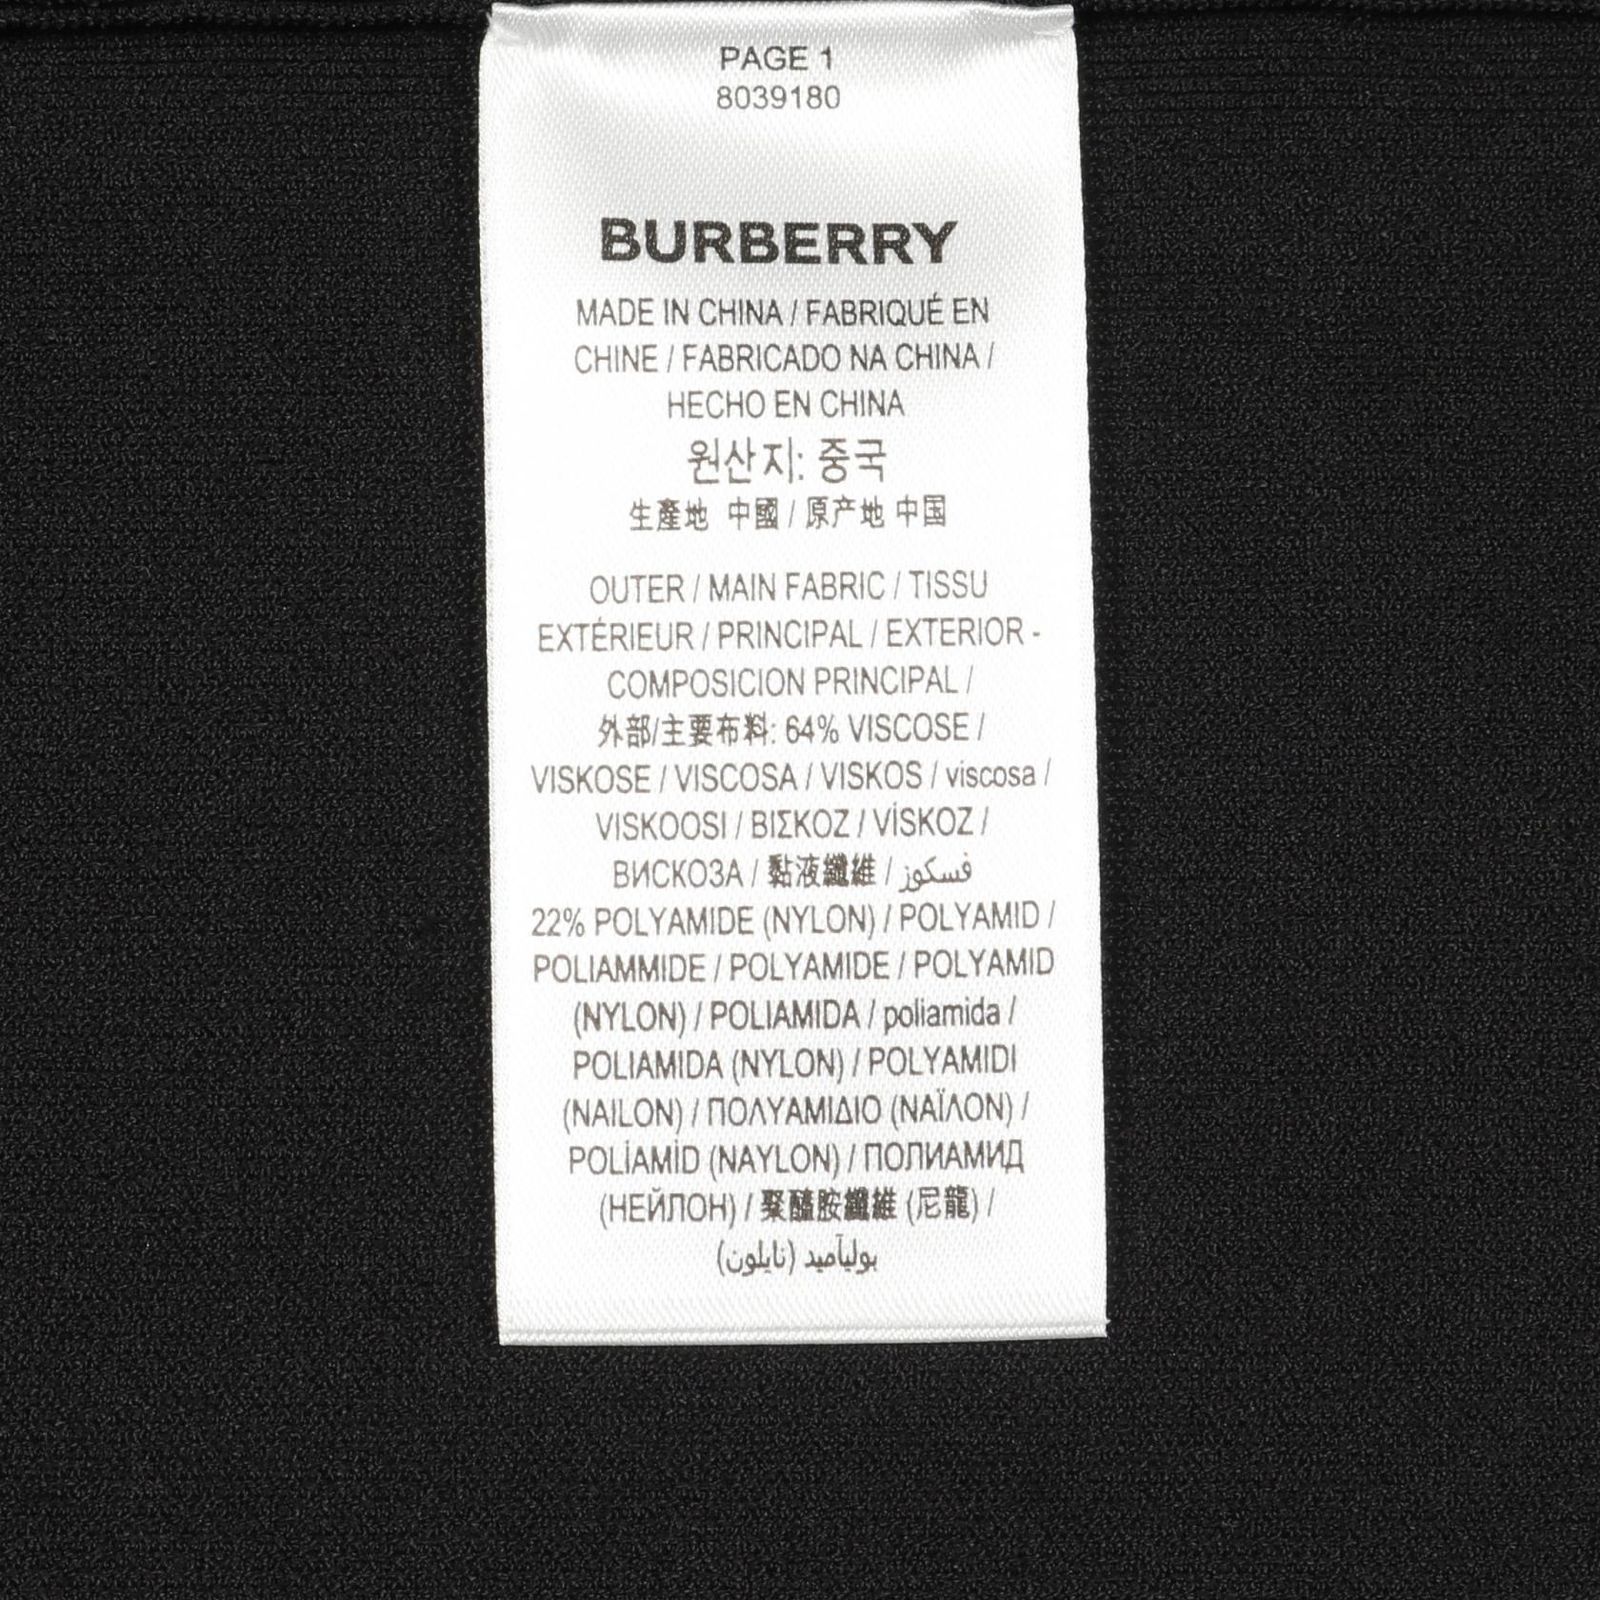 PAGE 1
8039180
BURBERRY
MADE IN CHINA / FABRIQUÉ EN
CHINE / FABRICADO NA CHINA /
HECHO EN CHINA
원산지: 중국
生產地 中國 / 原产地 中国
OUTER / MAIN FABRIC / TISSU
EXTÉRIEUR / PRINCIPAL / EXTERIOR -
COMPOSICION PRINCIPAL /
外部/主要布料: 64% VISCOSE /
VISKOSE / VISCOSA / VISKOS / viscosa /
VISKOOSI / ΒΙΣΚΟΖ / VİSKOZ /
ВИСКОЗА / 黏液纖維 / فسكوز
22% POLYAMIDE (NYLON) / POLYAMID /
POLIAMMIDE / POLYAMIDE / POLYAMID
(NYLON) / POLIAMIDA / poliamida /
POLIAMIDA (NYLON) / POLYAMIDI
(NAILON) / ΠΟΛΥΑΜΙΔΙΟ (ΝΑΪΛΟΝ) /
POLİAMİD (NAYLON) / ПОЛИАМИД
(НЕЙЛОН) / 聚醯胺纖維 (尼龍) /
بولیآمید (نایلون)